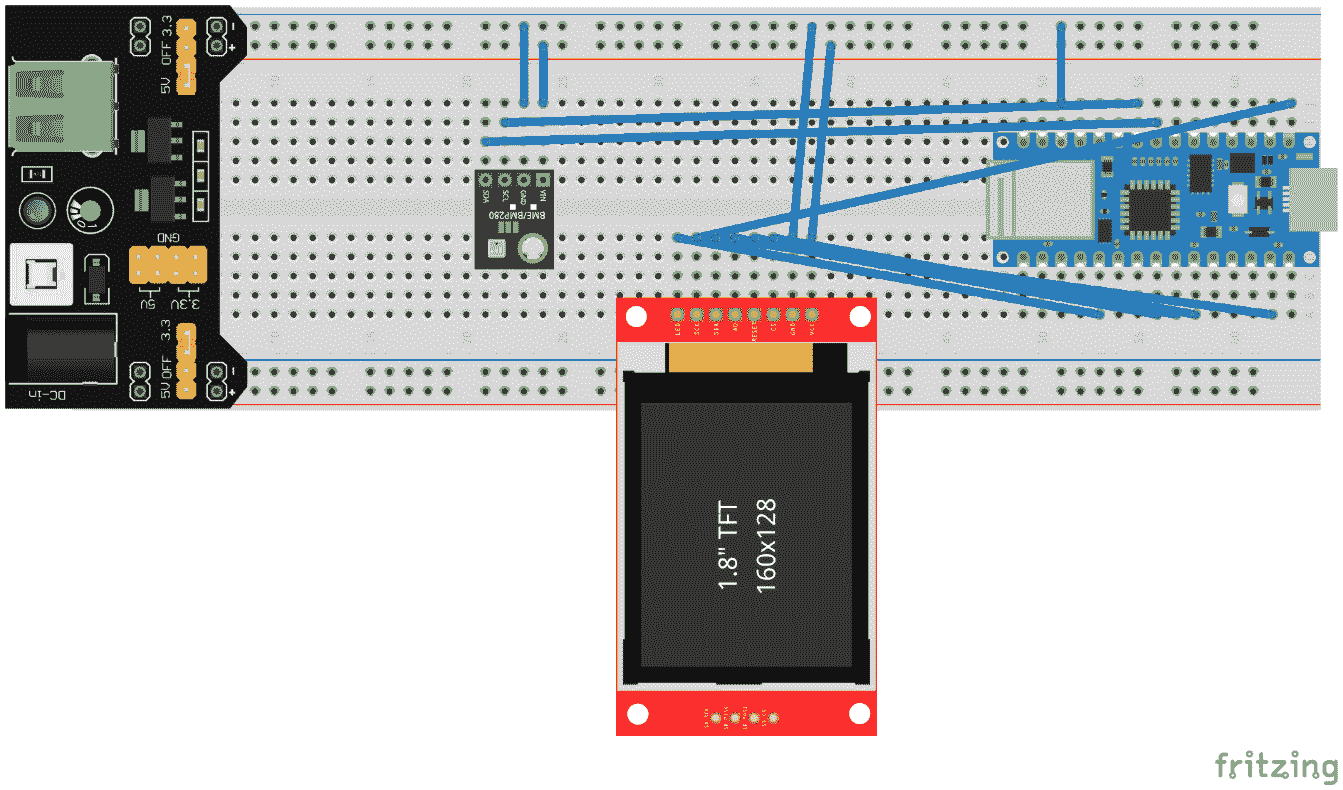 3.3
OFF
5V
GND
5V
3.3V
3.3
OFF
5V
DC-in
-
+
-
+
SDA
SCL
GND
VIN
BME/BMP280
LED
SCK
SDA
A0
RESET
CS
GND
VCC
1.8" TFT
160x128
fritzing